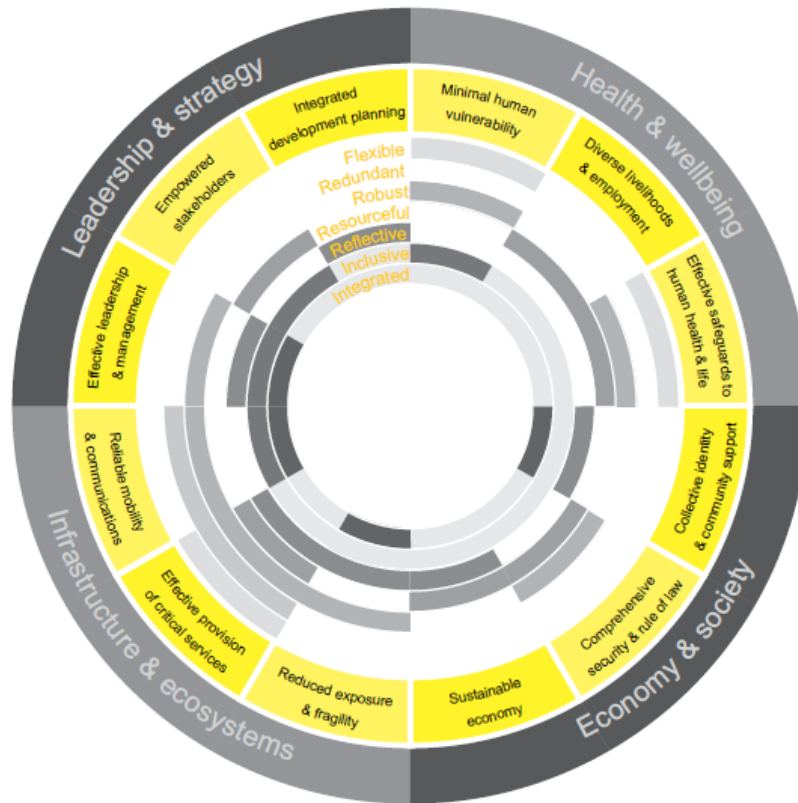 Leadership & strategy
Health & wellbeing
Integrated
development planning
Minimal human
vulnerability
Empowered
stakeholders
Diverse livelihoods
& employment
Effective leadership
& management
Effective safeguards to
human health & life
Flexible
Redundant
Robust
Resourceful
Reflective
Inclusive
Integrated
Reliable mobility
& communications
Collective identity
& community support
Effective provision
of critical services
Comprehensive
security & rule of law
Reduced exposure
& fragility
Sustainable
economy
Infrastructure & ecosystems
Economy & society